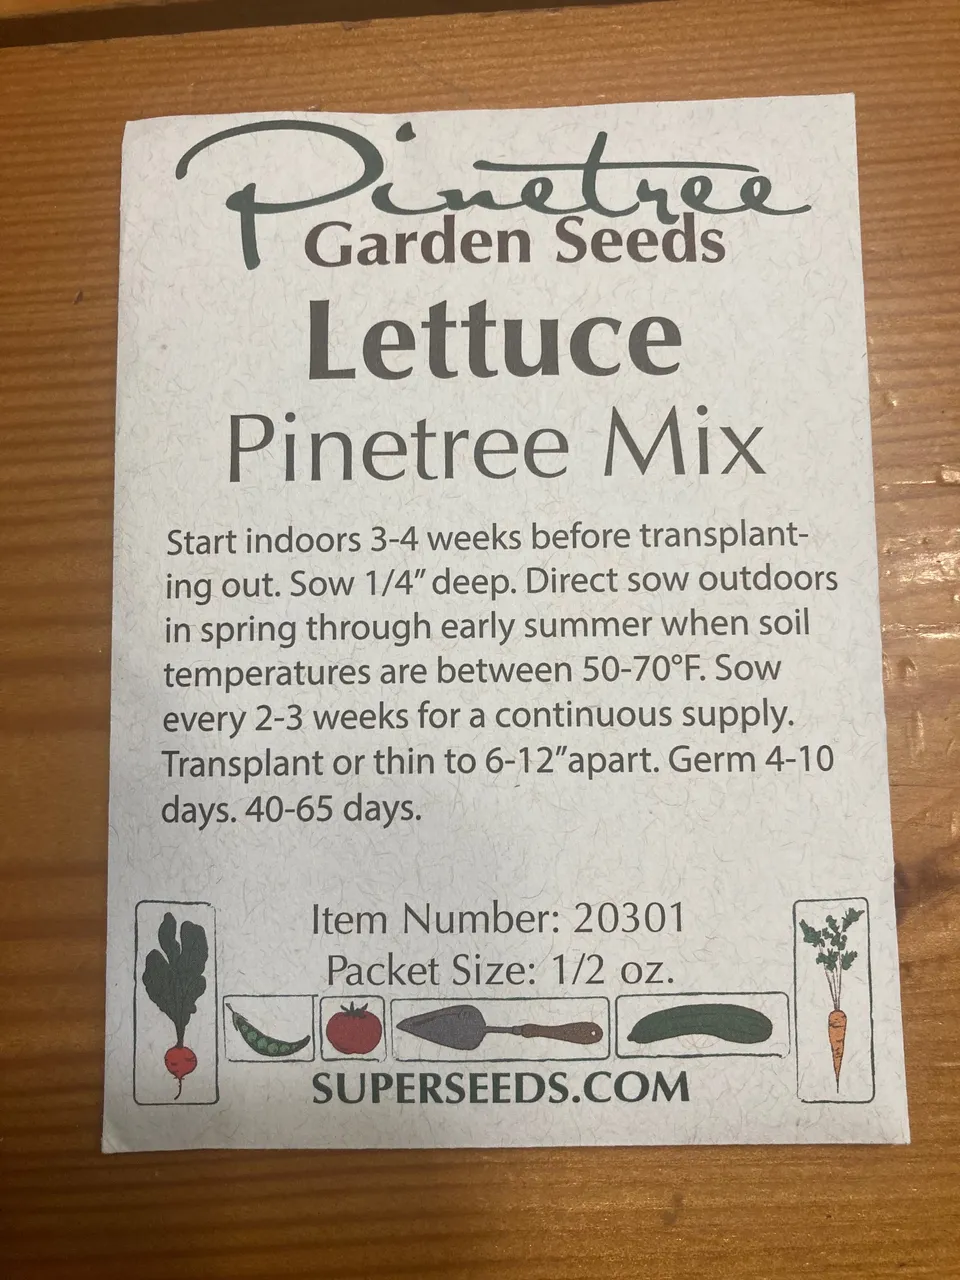 Pinetree
Garden Seeds
Lettuce
Pinetree Mix
Start indoors 3-4 weeks before transplant-
ing out. Sow 1/4” deep. Direct sow outdoors
in spring through early summer when soil
temperatures are between 50-70°F. Sow
every 2-3 weeks for a continuous supply.
Transplant or thin to 6-12”apart. Germ 4-10
days. 40-65 days.
Item Number: 20301
Packet Size: 1/2 oz.
SUPERSEEDS.COM